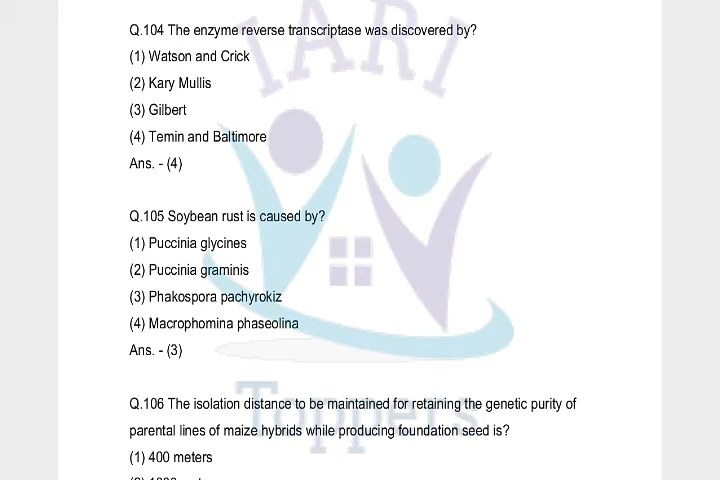 IARI
Q.104 The enzyme reverse transcriptase was discovered by?
(1) Watson and Crick
(2) Kary Mullis
(3) Gilbert
(4) Temin and Baltimore
Ans. - (4)
Q.105 Soybean rust is caused by?
(1) Puccinia glycines
(2) Puccinia graminis
(3) Phakospora pachyrokiz
(4) Macrophomina phaseolina
Ans. - (3)
Toppers
Q.106 The isolation distance to be maintained for retaining the genetic purity of
parental lines of maize hybrids while producing foundation seed is?
(1) 400 meters